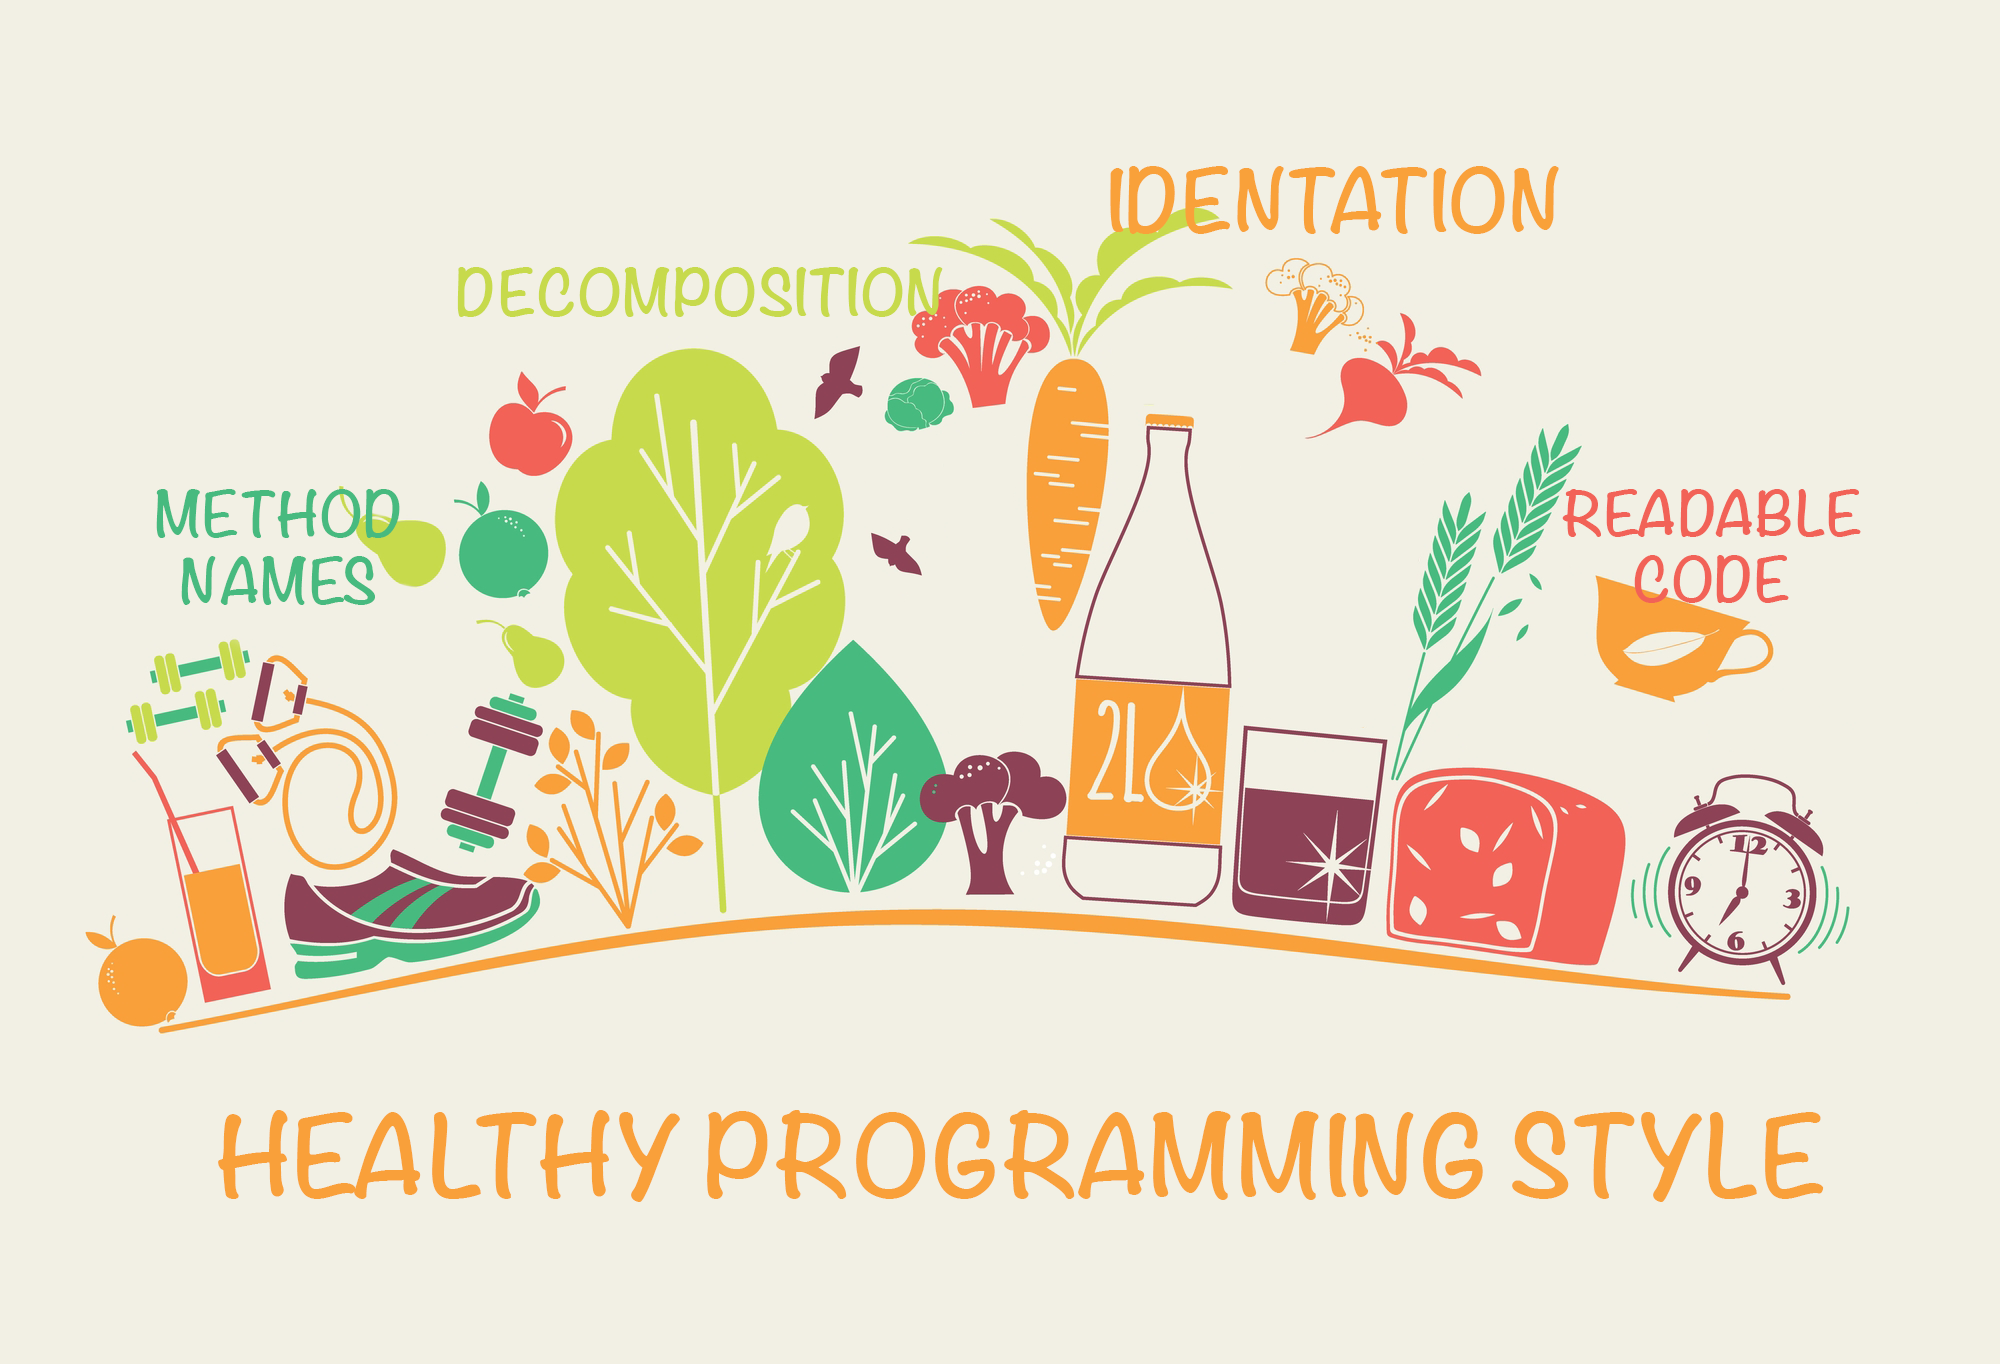 IDENTATION
DECOMPOSITION
METHOD
NAMES
READABLE
CODE
2L
12
9
3
6
HEALTHY PROGRAMMING STYLE